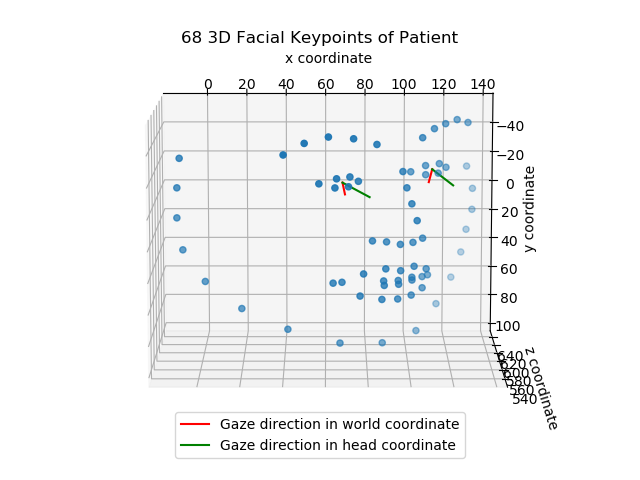 68 3D Facial Keypoints of Patient
x coordinate
0 20 40 60 80 100 120 140
−40
−20
0
20
40
60
80
100
y coordinate
640
620
600
580
560
540
z coordinate
Gaze direction in world coordinate
Gaze direction in head coordinate